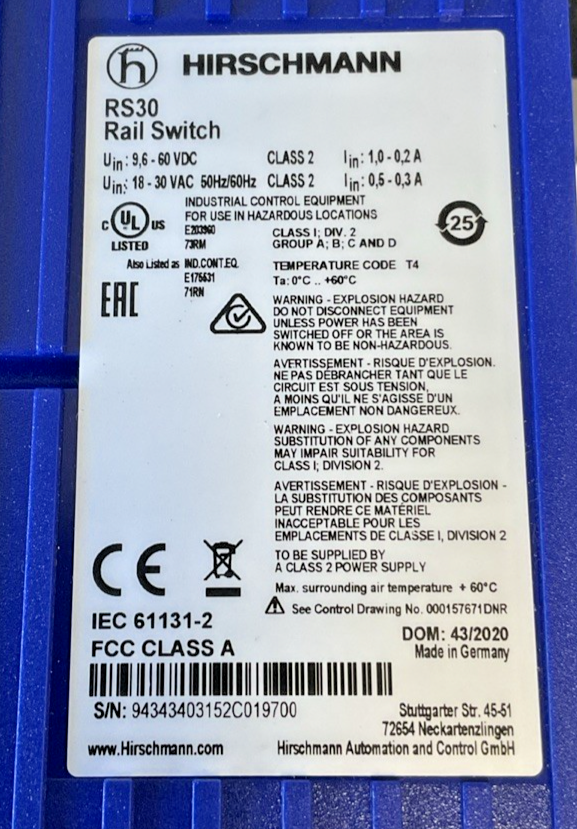 HIRSCHMANN
RS30
Rail Switch
Uin: 9,6 - 60 VDC CLASS 2 Iin: 1,0 - 0,2 A
Uin: 18 - 30 VAC 50Hz/60Hz CLASS 2 Iin: 0,5 - 0,3 A
INDUSTRIAL CONTROL EQUIPMENT
FOR USE IN HAZARDOUS LOCATIONS
C UL US
LISTED
E203960
73RM
CLASS I; DIV. 2
GROUP A; B; C AND D
25
Also Listed as IND.CONT.EQ.
E175531
71RN
TEMPERATURE CODE T4
Ta: 0°C .. +60°C
EAC
WARNING - EXPLOSION HAZARD
DO NOT DISCONNECT EQUIPMENT
UNLESS POWER HAS BEEN
SWITCHED OFF OR THE AREA IS
KNOWN TO BE NON-HAZARDOUS.
AVERTISSEMENT - RISQUE D'EXPLOSION.
NE PAS DÉBRANCHER TANT QUE LE
CIRCUIT EST SOUS TENSION,
A MOINS QU'IL NE S'AGISSE D'UN
EMPLACEMENT NON DANGEREUX.
WARNING - EXPLOSION HAZARD
SUBSTITUTION OF ANY COMPONENTS
MAY IMPAIR SUITABILITY FOR
CLASS I; DIVISION 2.
AVERTISSEMENT - RISQUE D'EXPLOSION -
LA SUBSTITUTION DES COMPOSANTS
PEUT RENDRE CE MATÉRIEL
INACCEPTABLE POUR LES
EMPLACEMENTS DE CLASSE I, DIVISION 2
TO BE SUPPLIED BY
A CLASS 2 POWER SUPPLY
CE
Max. surrounding air temperature + 60°C
See Control Drawing No. 000157671DNR
IEC 61131-2
FCC CLASS A
DOM: 43/2020
Made in Germany
S/N: 94343403152C019700
Stuttgarter Str. 45-51
72654 Neckartenzlingen
www.Hirschmann.com Hirschmann Automation and Control GmbH